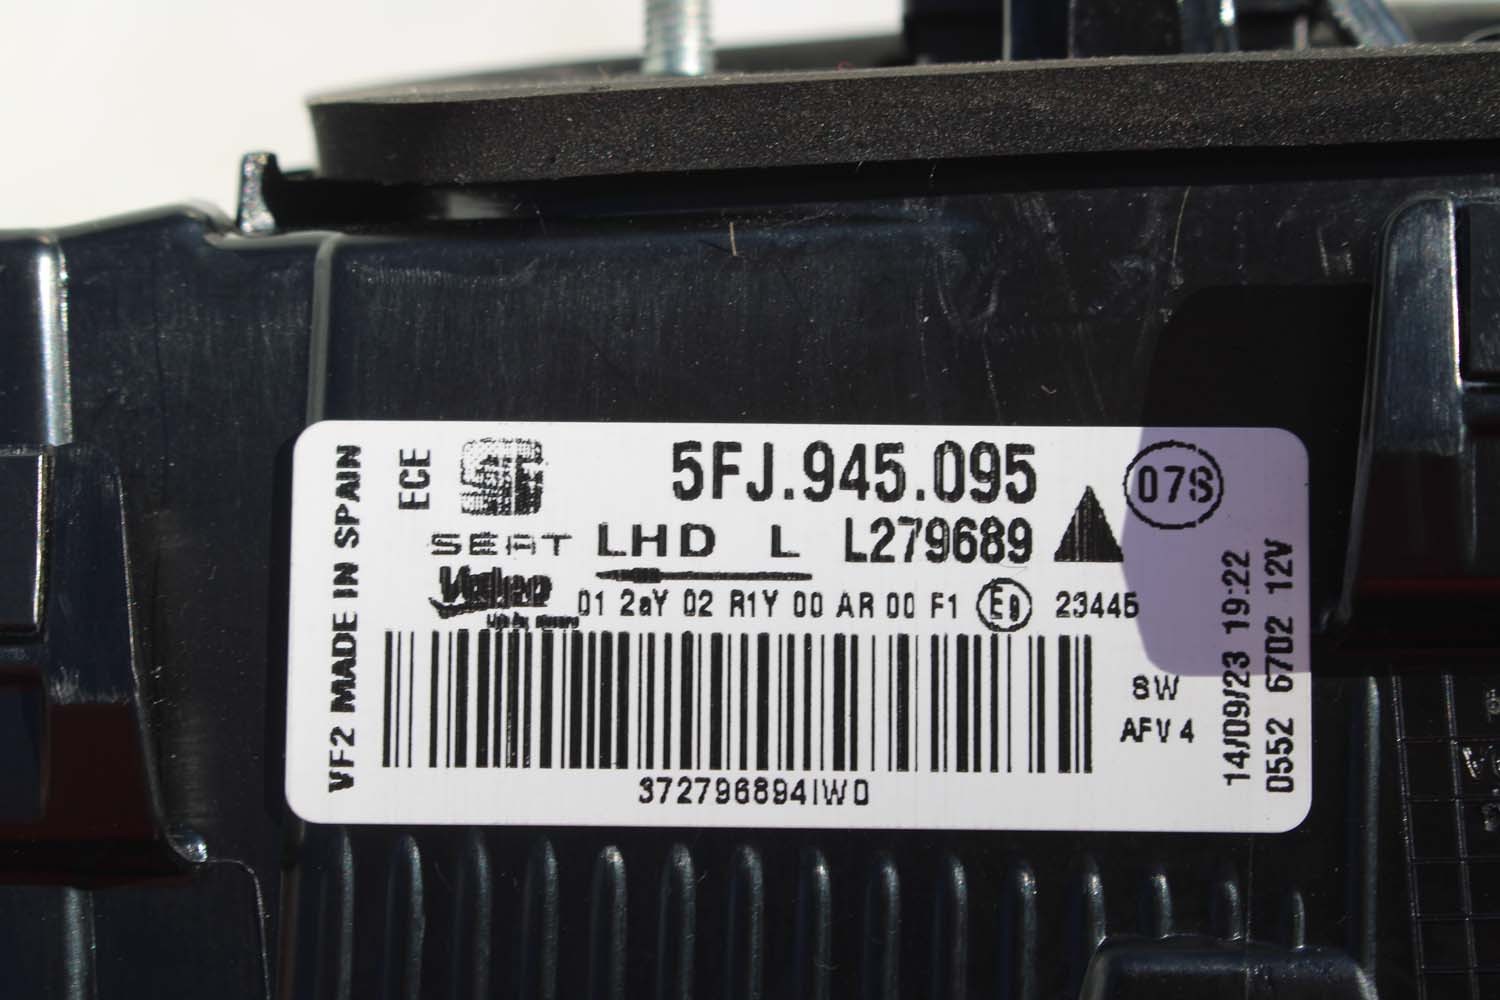 VF2 MADE IN SPAIN
ECE
SEAT
5FJ.945.095
07S
LHD L L279689
Valeo
01 2aY 02 R1Y 00 AR 00 F1 E9 23445
8W
AFV 4
3727968941W0
14/09/23 19:22
0552 6702 12V